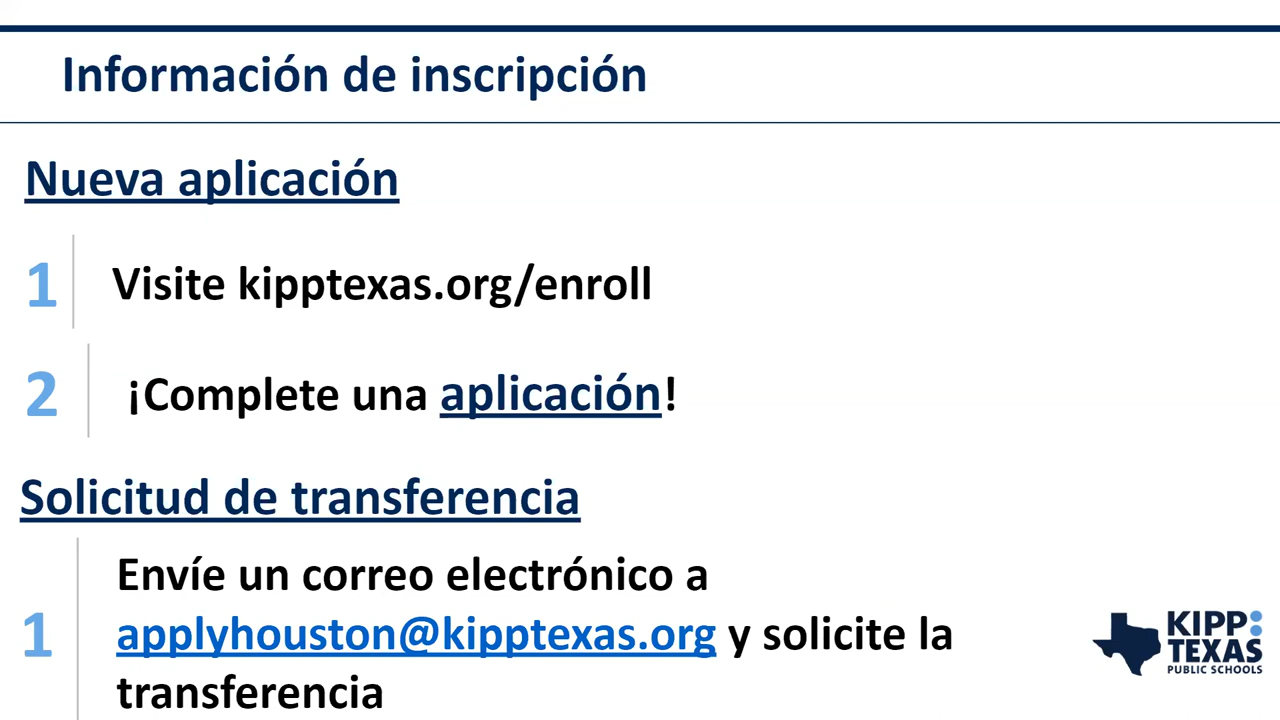 Información de inscripción
Nueva aplicación
1
Visite kipptexas.org/enroll
2
¡Complete una aplicación!
Solicitud de transferencia
1
Envíe un correo electrónico a
applyhouston@kipptexas.org y solicite la
transferencia
KIPP:
TEXAS
PUBLIC SCHOOLS